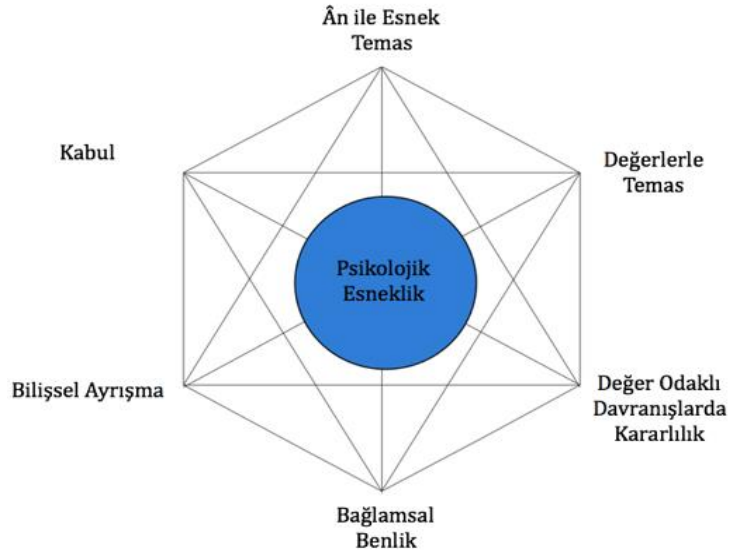 Ân ile Esnek
Temas
Kabul
Değerlerle
Temas
Psikolojik
Esneklik
Bilişsel Ayrışma
Değer Odaklı
Davranışlarda
Kararlılık
Bağlamsal
Benlik